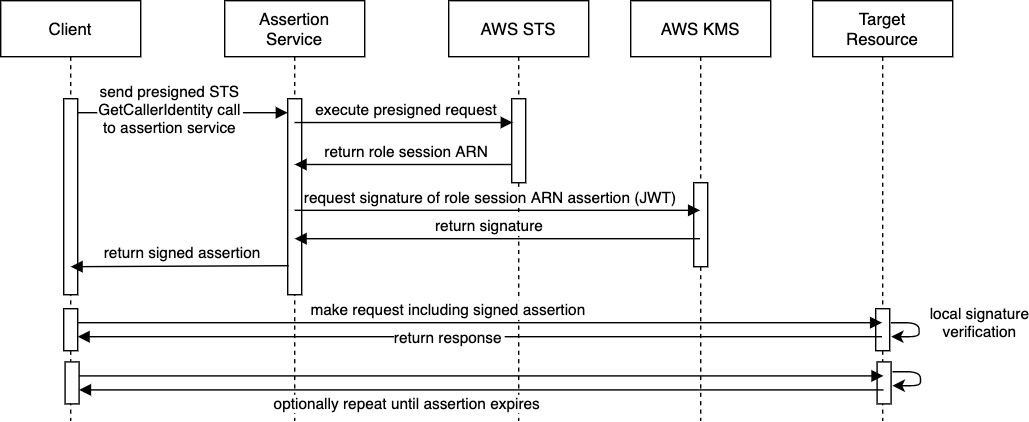 Client
Assertion
Service
AWS STS
AWS KMS
Target
Resource
send presigned STS
GetCallerIdentity call
to assertion service
execute presigned request
return role session ARN
request signature of role session ARN assertion (JWT)
return signature
return signed assertion
make request including signed assertion
local signature
verification
return response
optionally repeat until assertion expires